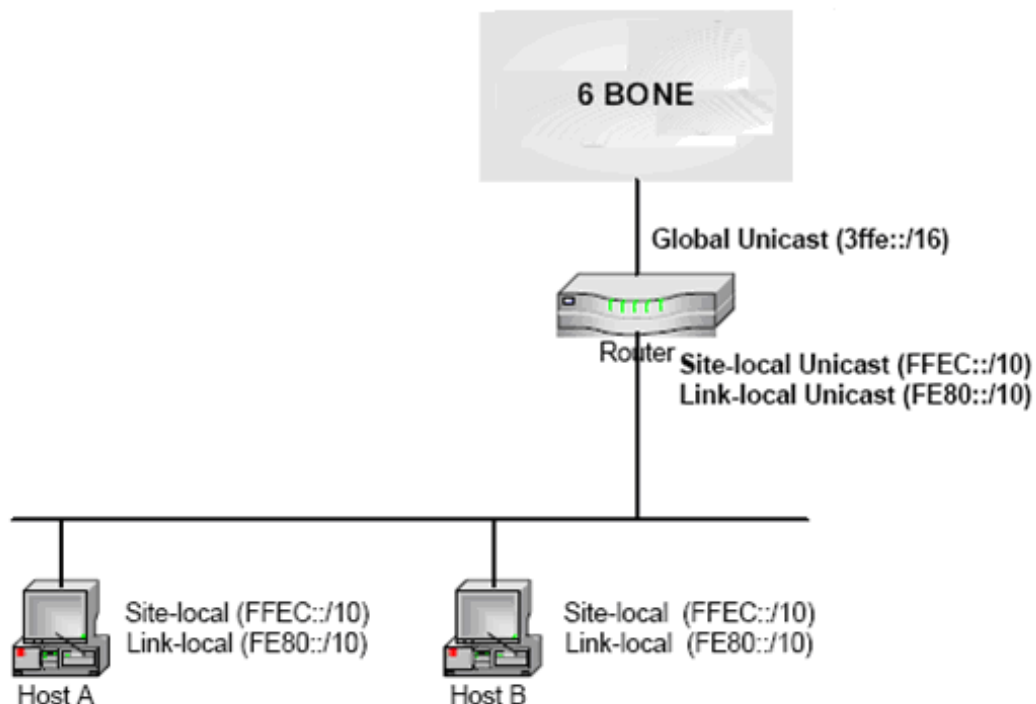 6 BONE
Global Unicast (3ffe::/16)
Router
Site-local Unicast (FFEC::/10)
Link-local Unicast (FE80::/10)
Site-local (FFEC::/10)
Link-local (FE80::/10)
Host A
Site-local (FFEC::/10)
Link-local (FE80::/10)
Host B